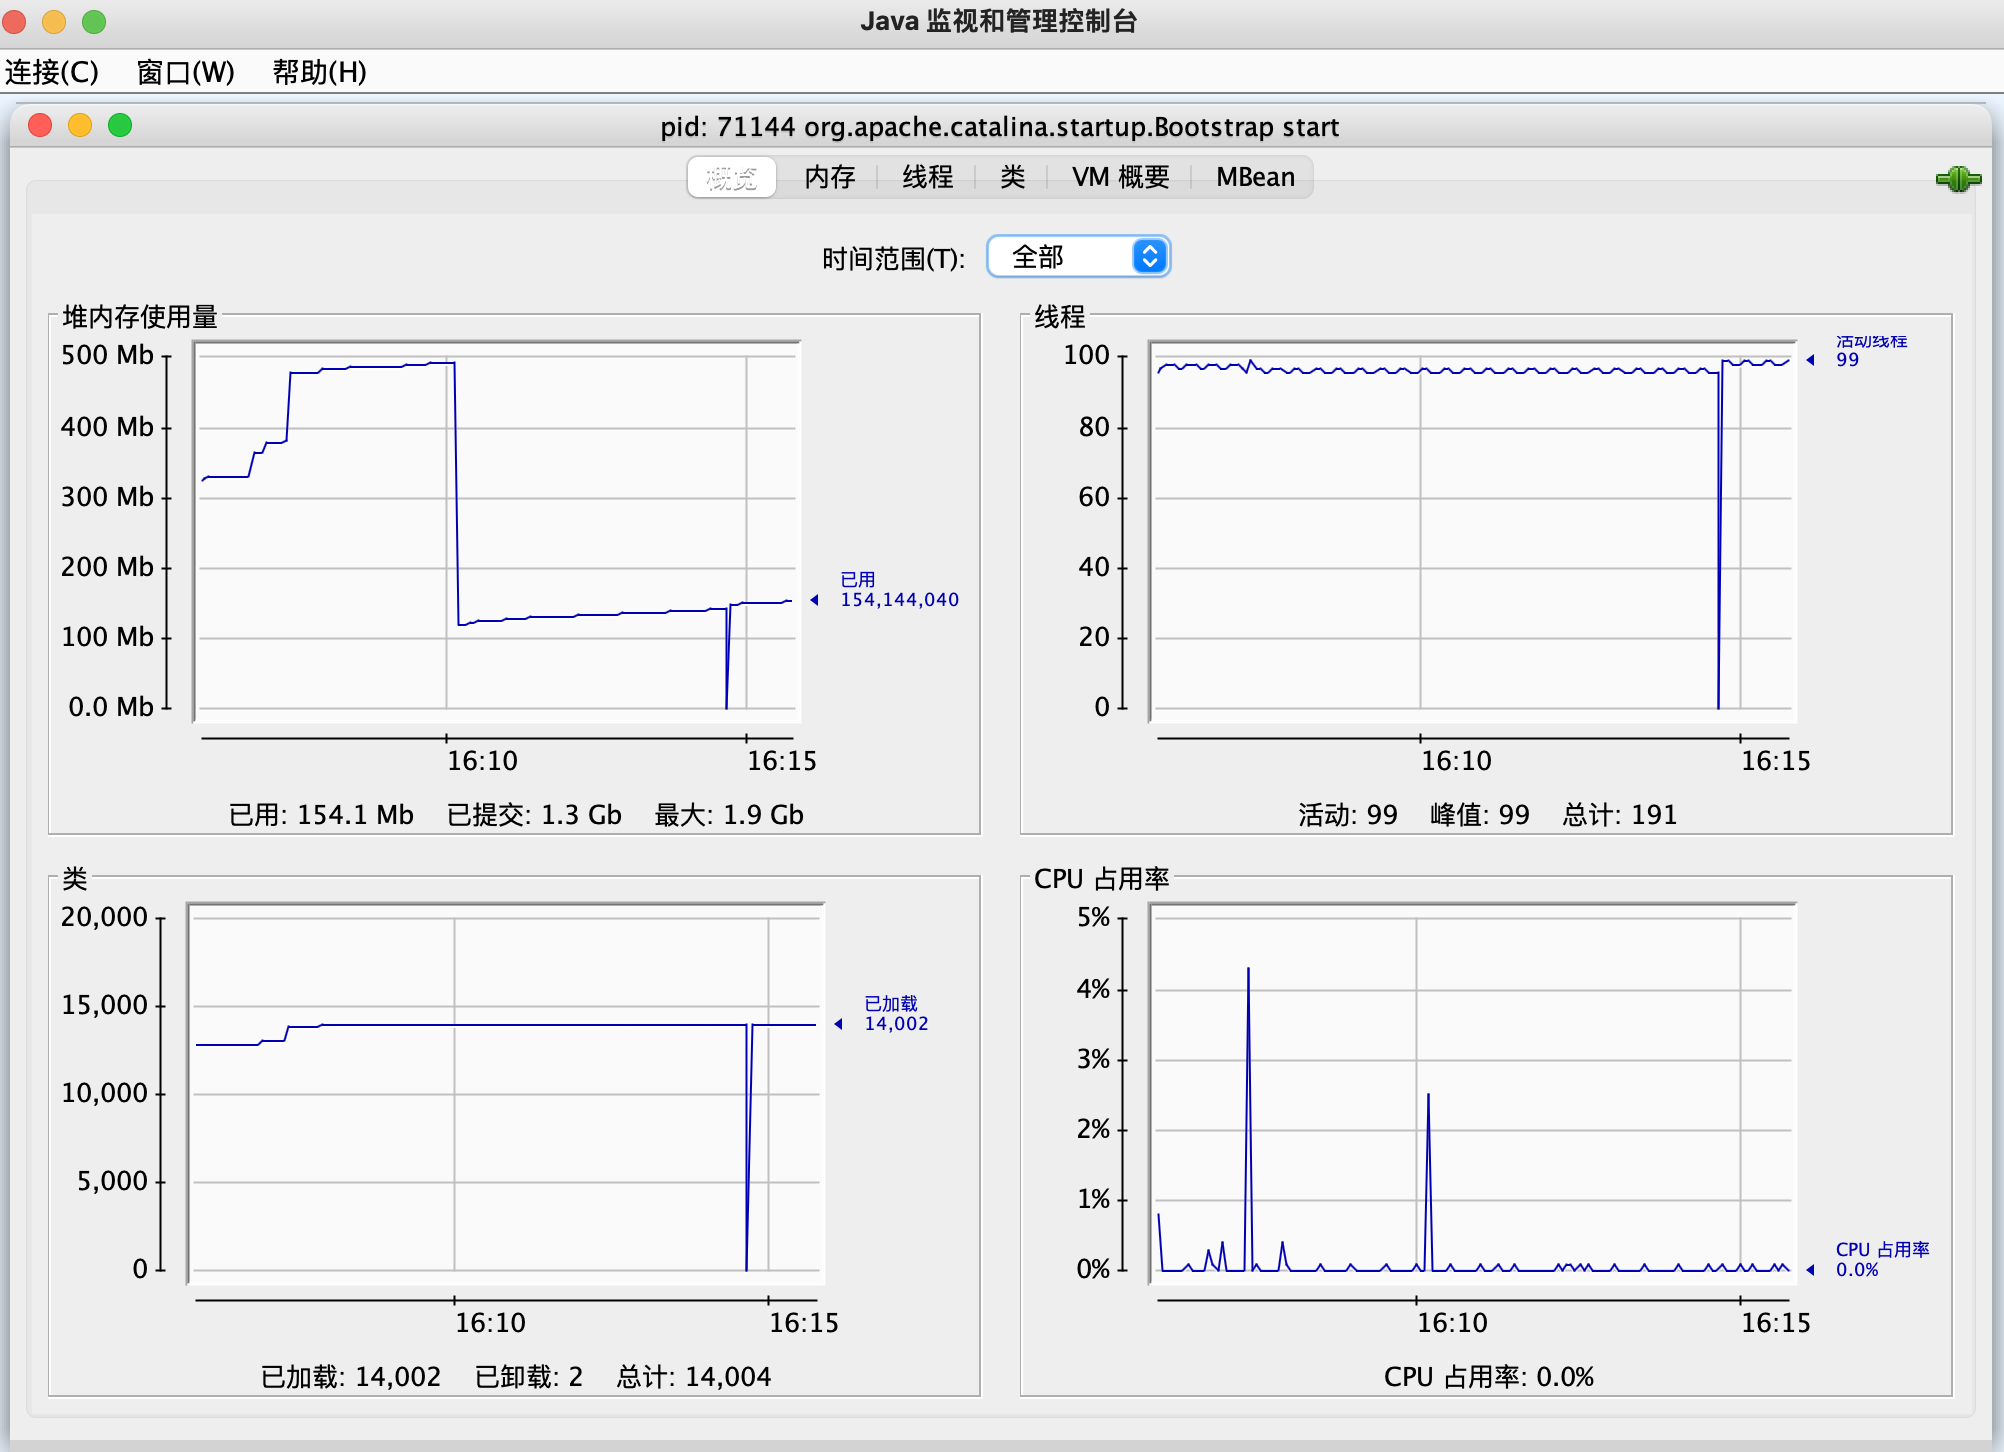 Java 监视和管理控制台
连接(C) 窗口(W) 帮助(H)
pid: 71144 org.apache.catalina.startup.Bootstrap start
概览 内存 线程 类 VM 概要 MBean
时间范围(T): 全部
堆内存使用量
500 Mb
400 Mb
300 Mb
200 Mb
100 Mb
0.0 Mb
已用
154,144,040
16:10 16:15
已用: 154.1 Mb 已提交: 1.3 Gb 最大: 1.9 Gb
线程
100
80
60
40
20
0
活动线程
99
16:10 16:15
活动: 99 峰值: 99 总计: 191
类
20,000
15,000
10,000
5,000
0
已加载
14,002
16:10 16:15
已加载: 14,002 已卸载: 2 总计: 14,004
CPU 占用率
5%
4%
3%
2%
1%
0%
CPU 占用率
0.0%
16:10 16:15
CPU 占用率: 0.0%